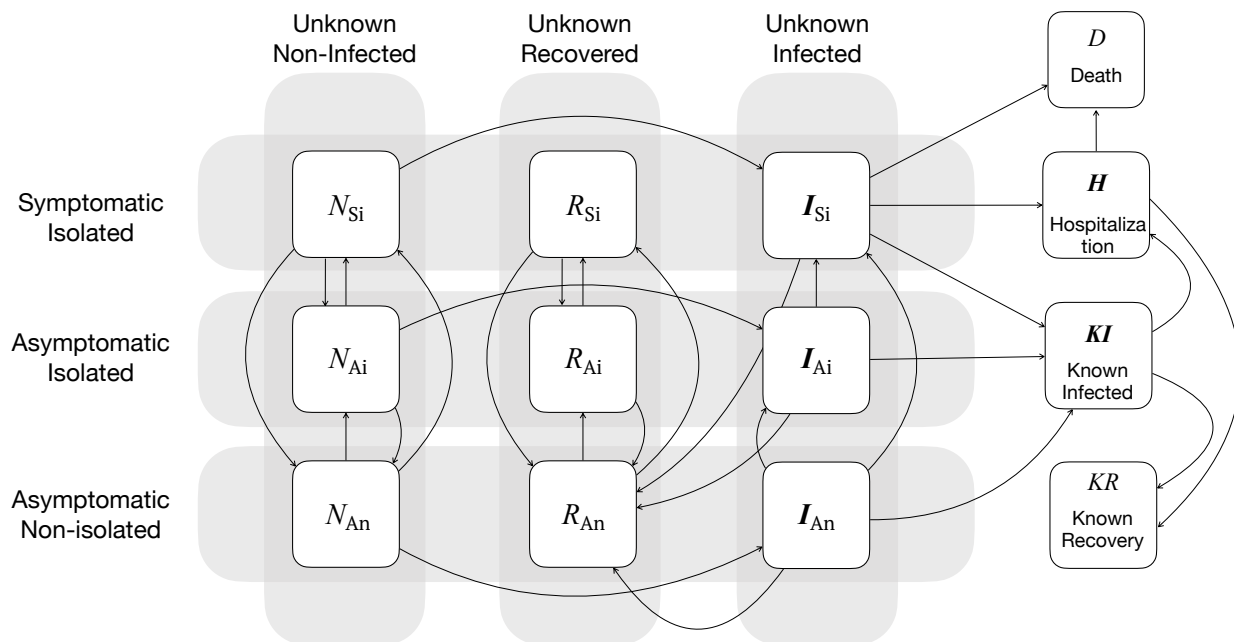 Unknown
Non-Infected
Unknown
Recovered
Unknown
Infected
D
Death
Symptomatic
Isolated
N_Si
R_Si
I_Si
H
Hospitaliza
tion
Asymptomatic
Isolated
N_Ai
R_Ai
I_Ai
KI
Known
Infected
Asymptomatic
Non-isolated
N_An
R_An
I_An
KR
Known
Recovery